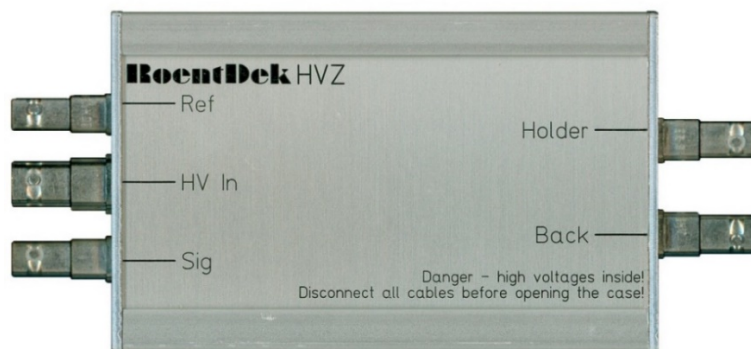 RoentDek HVZ
Ref
Holder
HV In
Back
Sig
Danger - high voltages inside!
Disconnect all cables before opening the case!